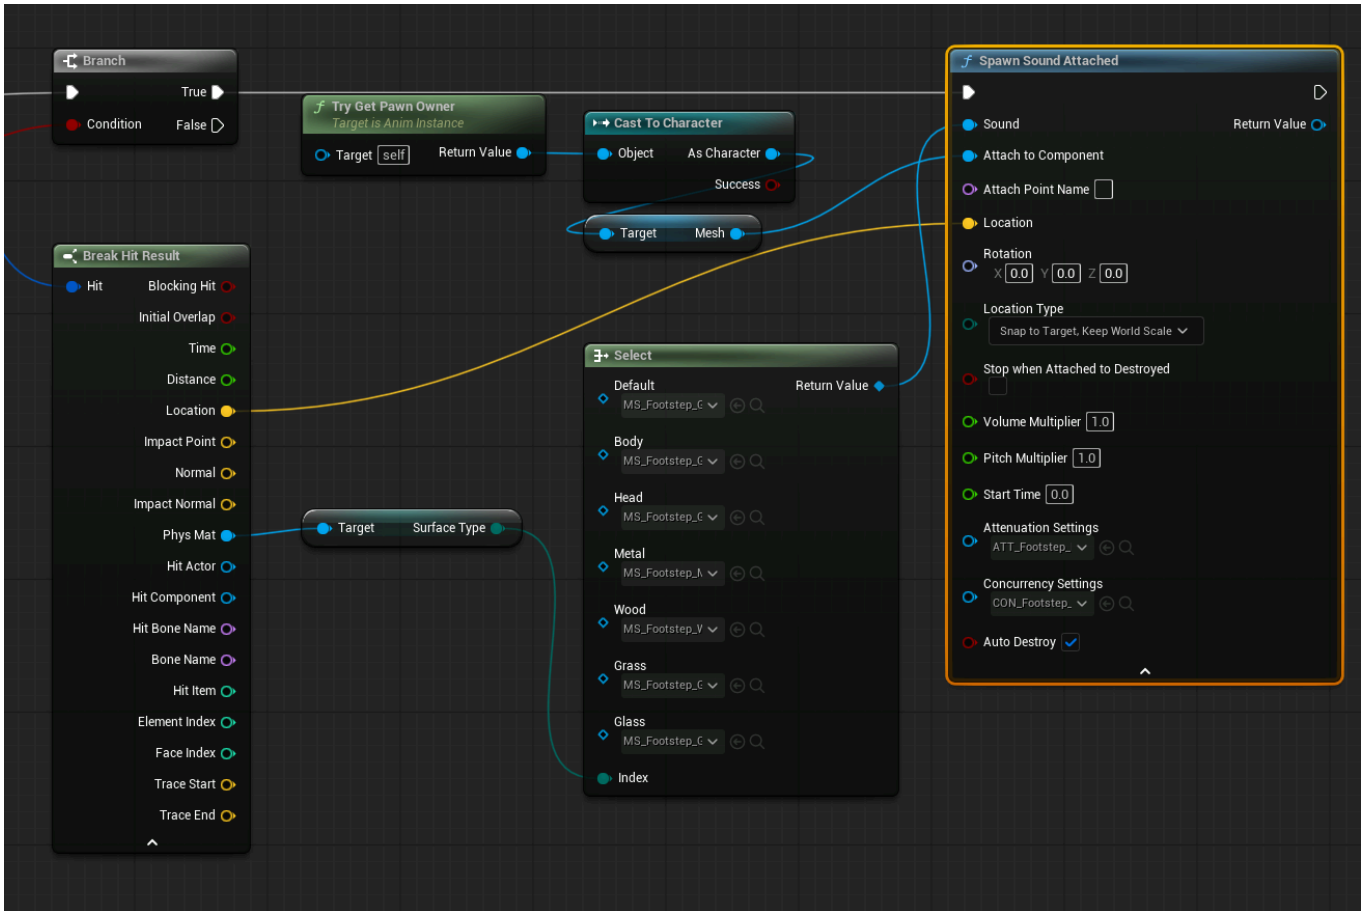 Branch
True
Condition
False
Try Get Pawn Owner
Target is Anim Instance
Target self
Return Value
Cast To Character
Object
As Character
Success
Target
Mesh
Break Hit Result
Hit
Blocking Hit
Initial Overlap
Time
Distance
Location
Impact Point
Normal
Impact Normal
Phys Mat
Hit Actor
Hit Component
Hit Bone Name
Bone Name
Hit Item
Element Index
Face Index
Trace Start
Trace End
Target
Surface Type
Select
Default
Return Value
MS_Footstep_G
Body
MS_Footstep_G
Head
MS_Footstep_G
Metal
MS_Footstep_M
Wood
MS_Footstep_W
Grass
MS_Footstep_G
Glass
MS_Footstep_G
Index
Spawn Sound Attached
Sound
Return Value
Attach to Component
Attach Point Name
Location
Rotation
X 0.0 Y 0.0 Z 0.0
Location Type
Snap to Target, Keep World Scale
Stop when Attached to Destroyed
Volume Multiplier 1.0
Pitch Multiplier 1.0
Start Time 0.0
Attenuation Settings
ATT_Footstep_
Concurrency Settings
CON_Footstep_
Auto Destroy